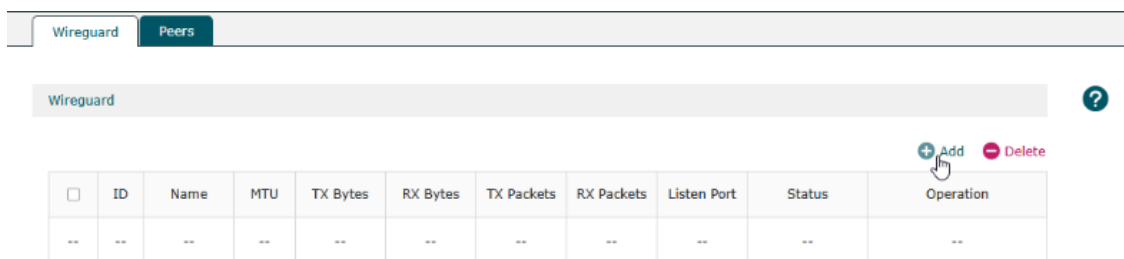 Wireguard Peers
Wireguard
?
Add Delete
ID Name MTU TX Bytes RX Bytes TX Packets RX Packets Listen Port Status Operation
-- -- -- -- -- -- -- -- -- -- --